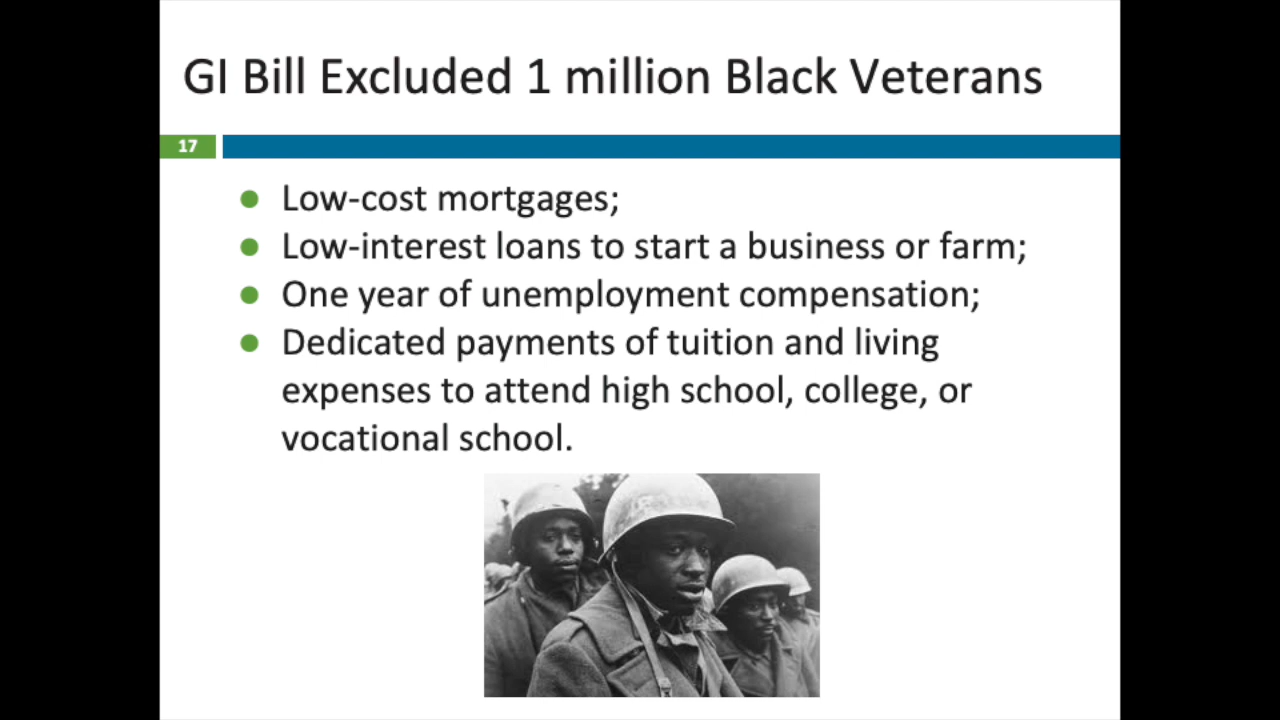 GI Bill Excluded 1 million Black Veterans
17
Low-cost mortgages;
Low-interest loans to start a business or farm;
One year of unemployment compensation;
Dedicated payments of tuition and living
expenses to attend high school, college, or
vocational school.